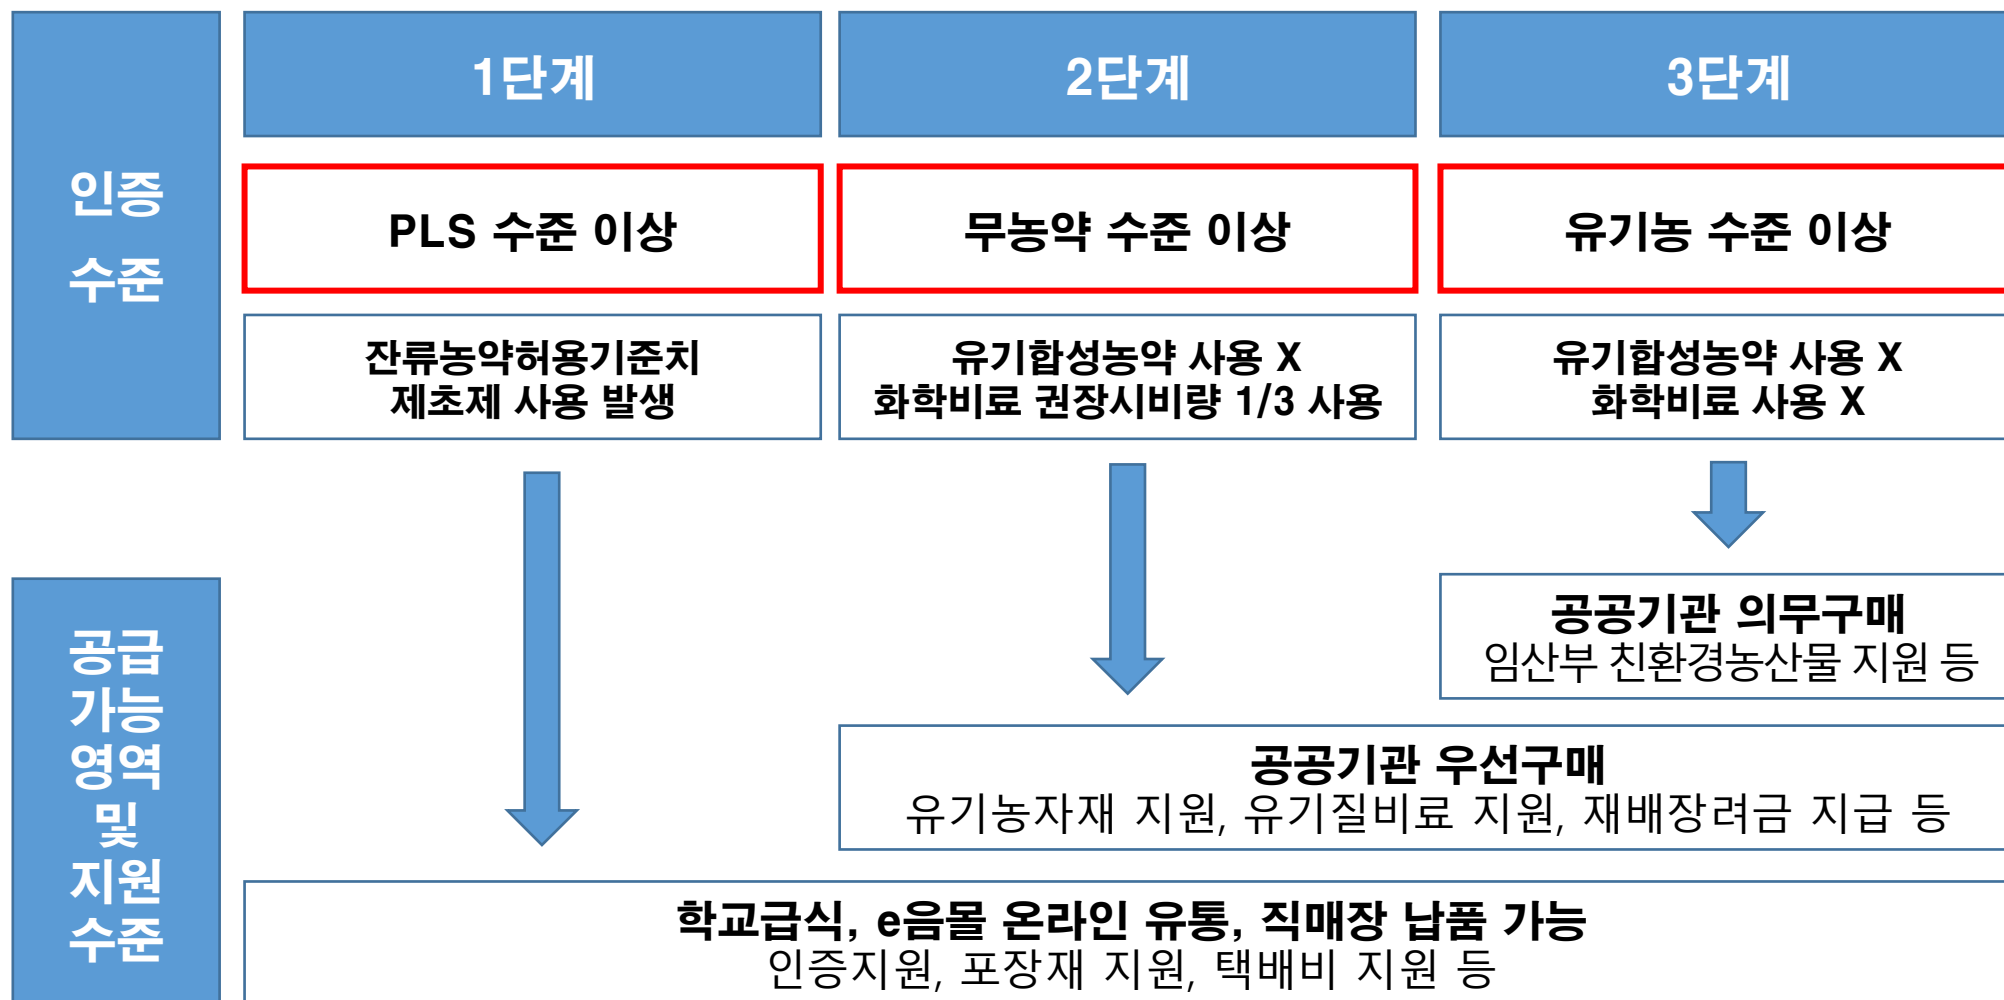 인증
수준
1단계
2단계
3단계
PLS 수준 이상
무농약 수준 이상
유기농 수준 이상
잔류농약허용기준치
제초제 사용 발생
유기합성농약 사용 X
화학비료 권장시비량 1/3 사용
유기합성농약 사용 X
화학비료 사용 X
공급
가능
영역
및
지원
수준
공공기관 의무구매
임산부 친환경농산물 지원 등
공공기관 우선구매
유기농자재 지원, 유기질비료 지원, 재배장려금 지급 등
학교급식, e음몰 온라인 유통, 직매장 납품 가능
인증지원, 포장재 지원, 택배비 지원 등